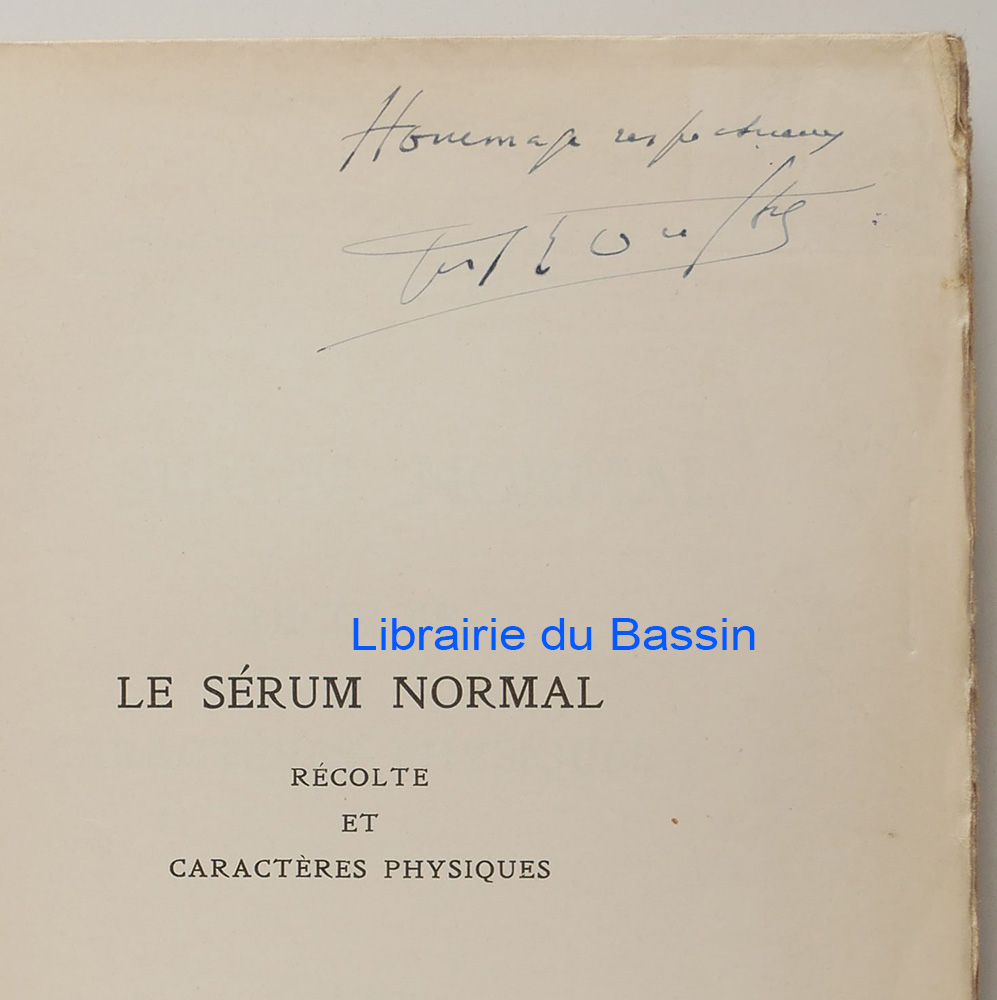 Hommage respectueux
Librairie du Bassin
LE SÉRUM NORMAL
RÉCOLTE
ET
CARACTÈRES PHYSIQUES